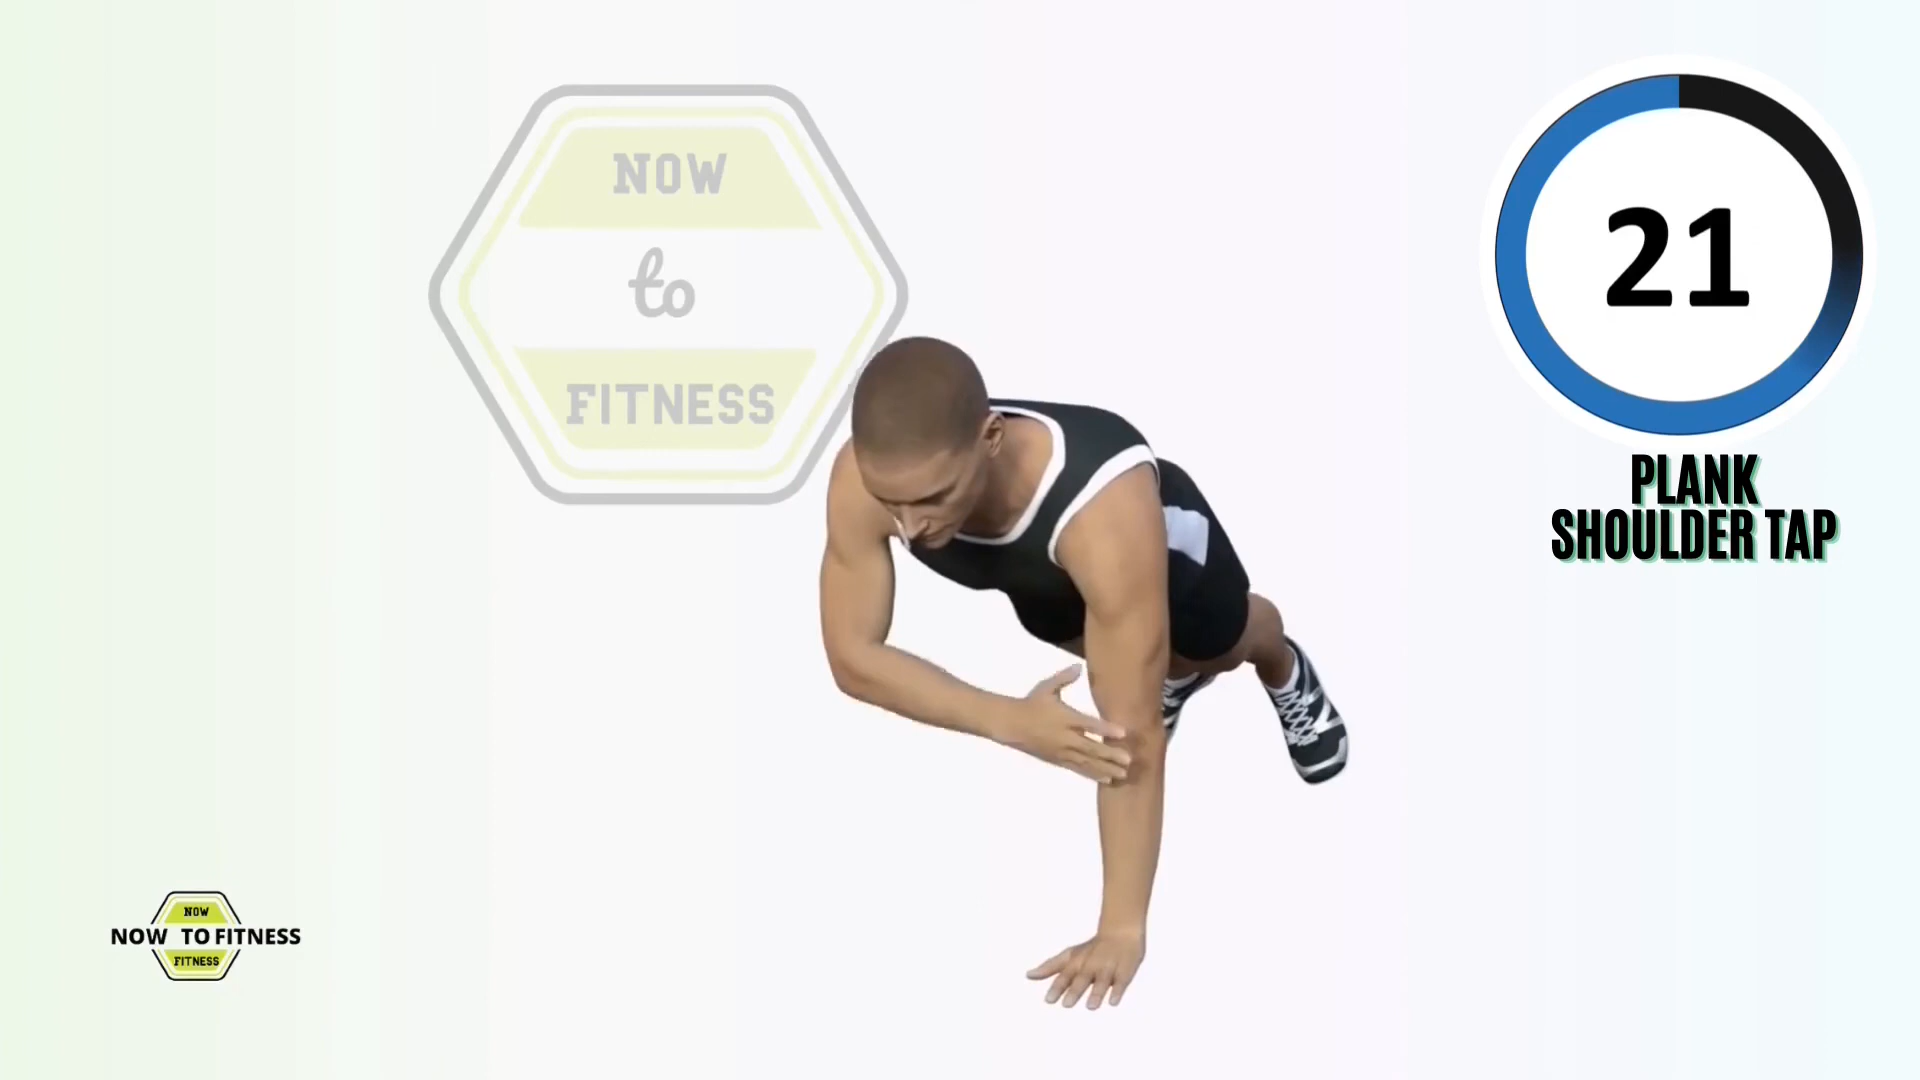 NOW
to
FITNESS
21
PLANK
SHOULDER TAP
NOW
NOW TO FITNESS
FITNESS